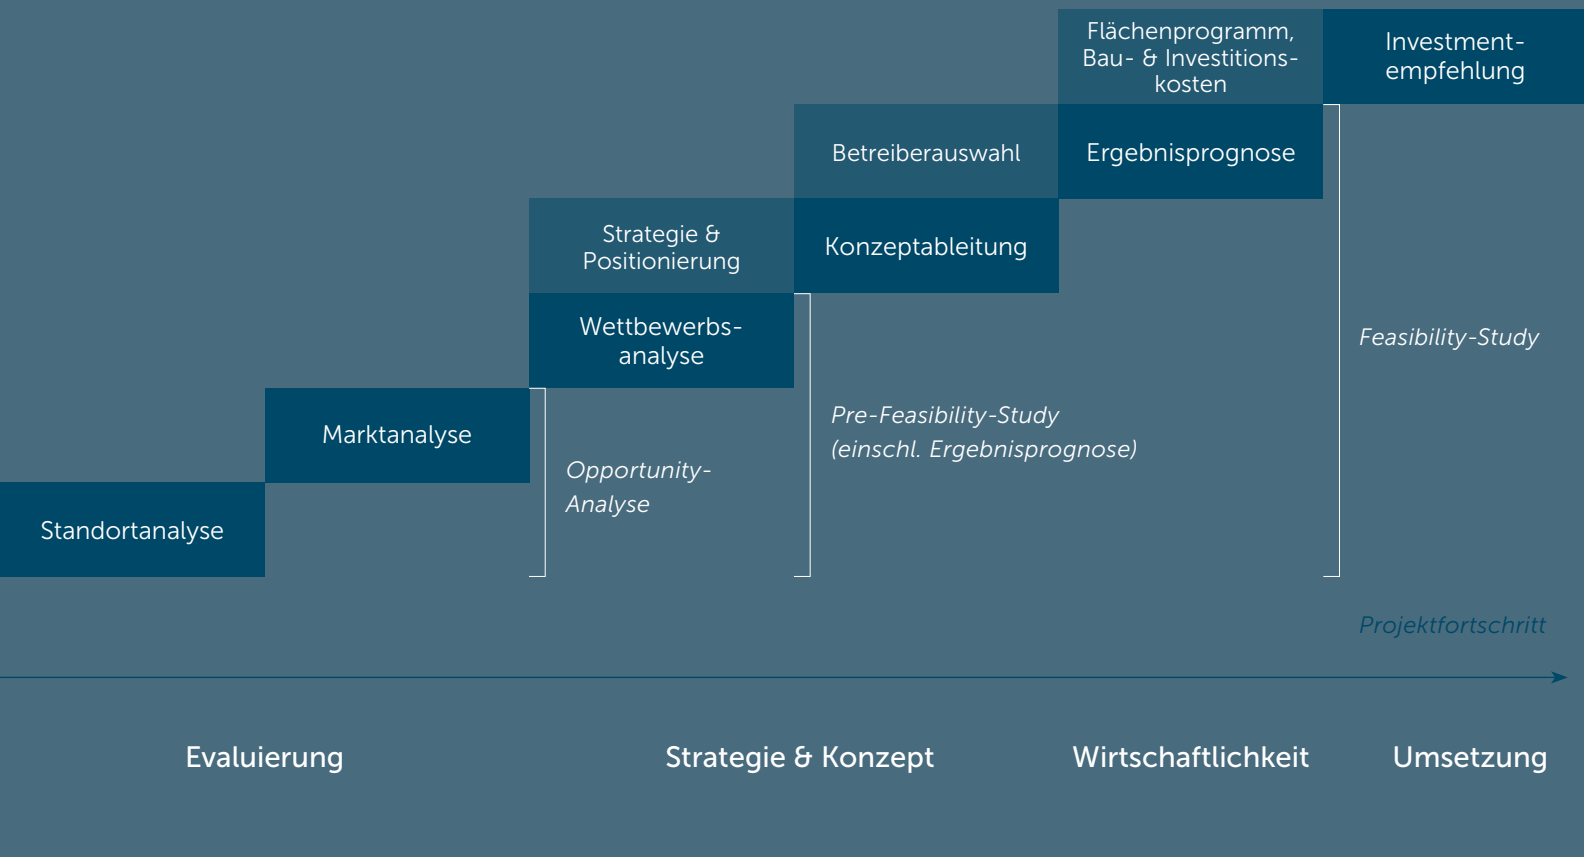 Flächenprogramm,
Bau- & Investitions-
kosten
Investment-
empfehlung
Betreiberauswahl
Ergebnisprognose
Strategie &
Positionierung
Konzeptableitung
Wettbewerbs-
analyse
Feasibility-Study
Marktanalyse
Pre-Feasibility-Study
(einschl. Ergebnisprognose)
Opportunity-
Analyse
Standortanalyse
Projektfortschritt
Evaluierung
Strategie & Konzept
Wirtschaftlichkeit
Umsetzung